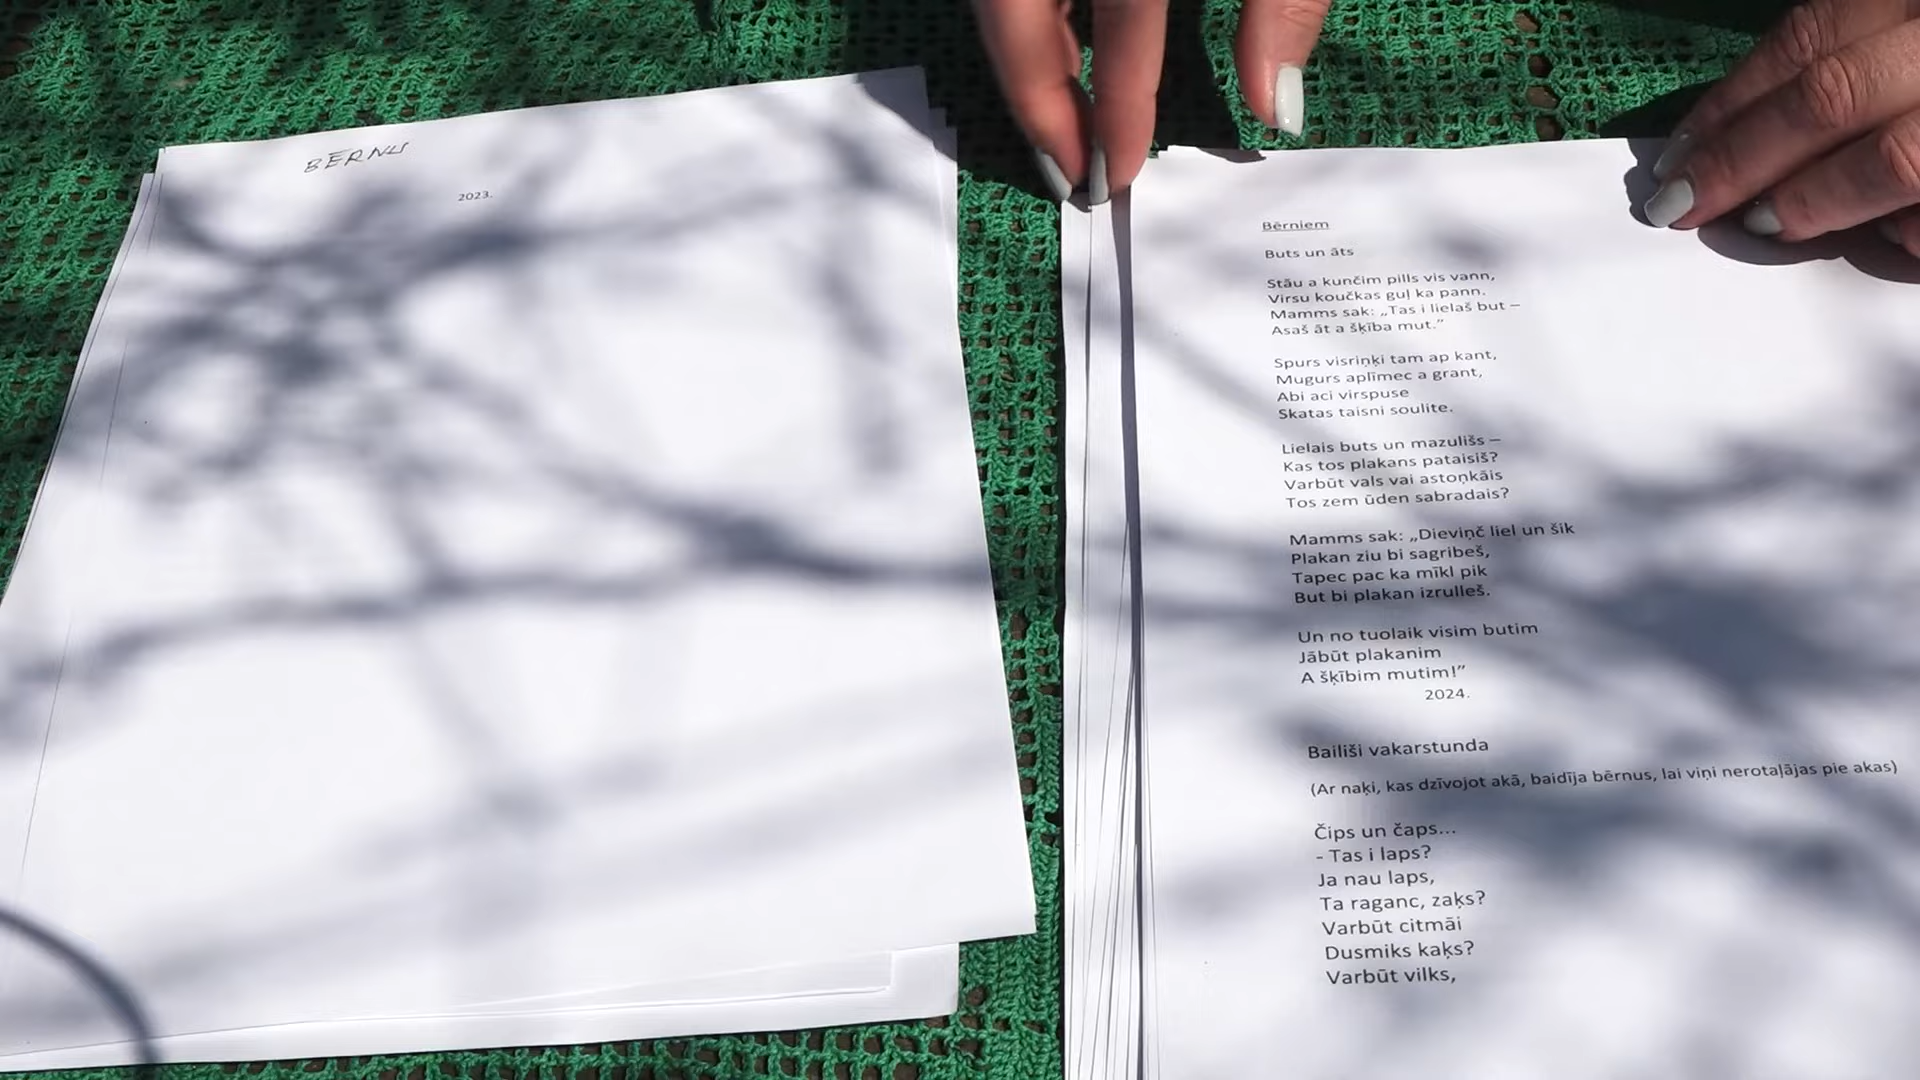 BĒRNU
2023.
Bērniem
Buts un āts
Stāu a kunčim pills vis vann,
Virsu koučkas guļ ka pann.
Mamms sak: „Tas i lielaš but –
Asaš āt a šķība mut.”
Spurs visriņķi tam ap kant,
Mugurs aplīmec a grant,
Abi aci virspuse
Skatas taisni soulite.
Lielais buts un mazulišs –
Kas tos plakans pataisiš?
Varbūt vals vai astoņkāis
Tos zem ūden sabradais?
Mamms sak: „Dieviņč liel un šik
Plakan ziu bi sagribeš,
Tapec pac ka mīkl pik
But bi plakan izrulleš.
Un no tuolaik visim butim
Jābūt plakanim
A šķībim mutim!”
2024.
Bailiši vakarstunda
(Ar naķi, kas dzīvojot akā, baidīja bērnus, lai viņi nerotaļājas pie akas)
Čips un čaps...
- Tas i laps?
Ja nau laps,
Ta raganc, zaķs?
Varbūt citmāi
Dusmiks kaķs?
Varbūt vilks,